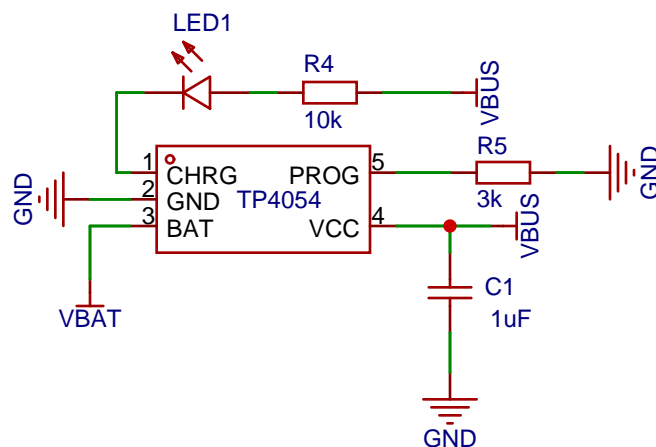 LED1
R4
10k
VBUS
1
CHRG
PROG
5
R5
3k
GND
GND
2
GND
TP4054
3
BAT
VCC
4
VBUS
VBAT
C1
1uF
GND